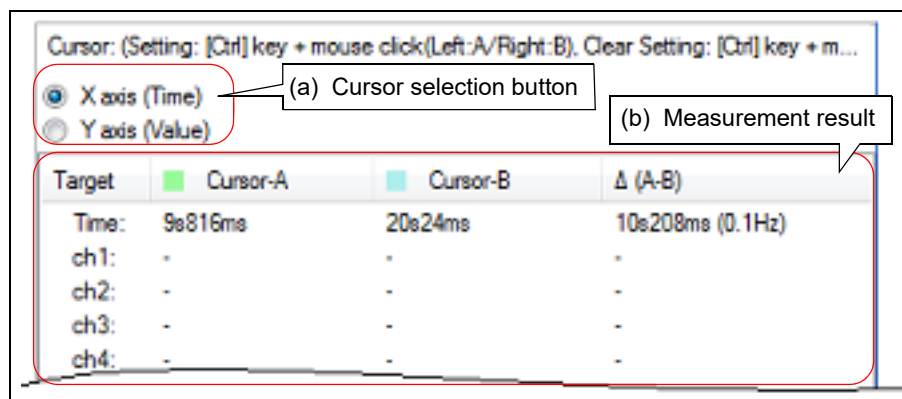 Cursor: (Setting: [Ctrl] key + mouse click(Left:A/Right:B), Clear Setting: [Ctrl] key + m...
X axis (Time)
(a) Cursor selection button
Y axis (Value)
(b) Measurement result
Target Cursor-A Cursor-B Δ (A-B)
Time: 9s816ms 20s24ms 10s208ms (0.1Hz)
ch1: - - -
ch2: - - -
ch3: - - -
ch4: - - -